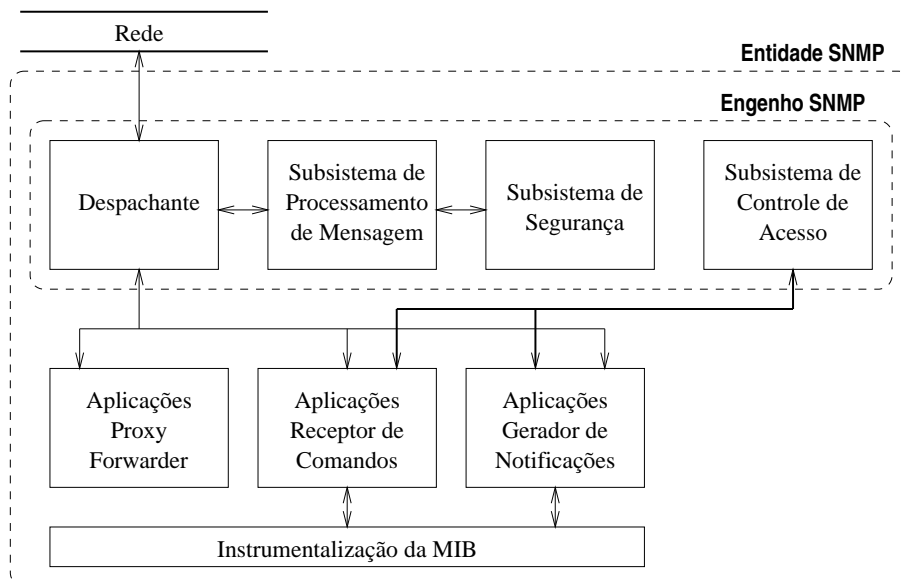 Rede
Entidade SNMP
Engenho SNMP
Despachante
Subsistema de
Processamento
de Mensagem
Subsistema de
Segurança
Subsistema de
Controle de
Acesso
Aplicações
Proxy
Forwarder
Aplicações
Receptor de
Comandos
Aplicações
Gerador de
Notificações
Instrumentalização da MIB